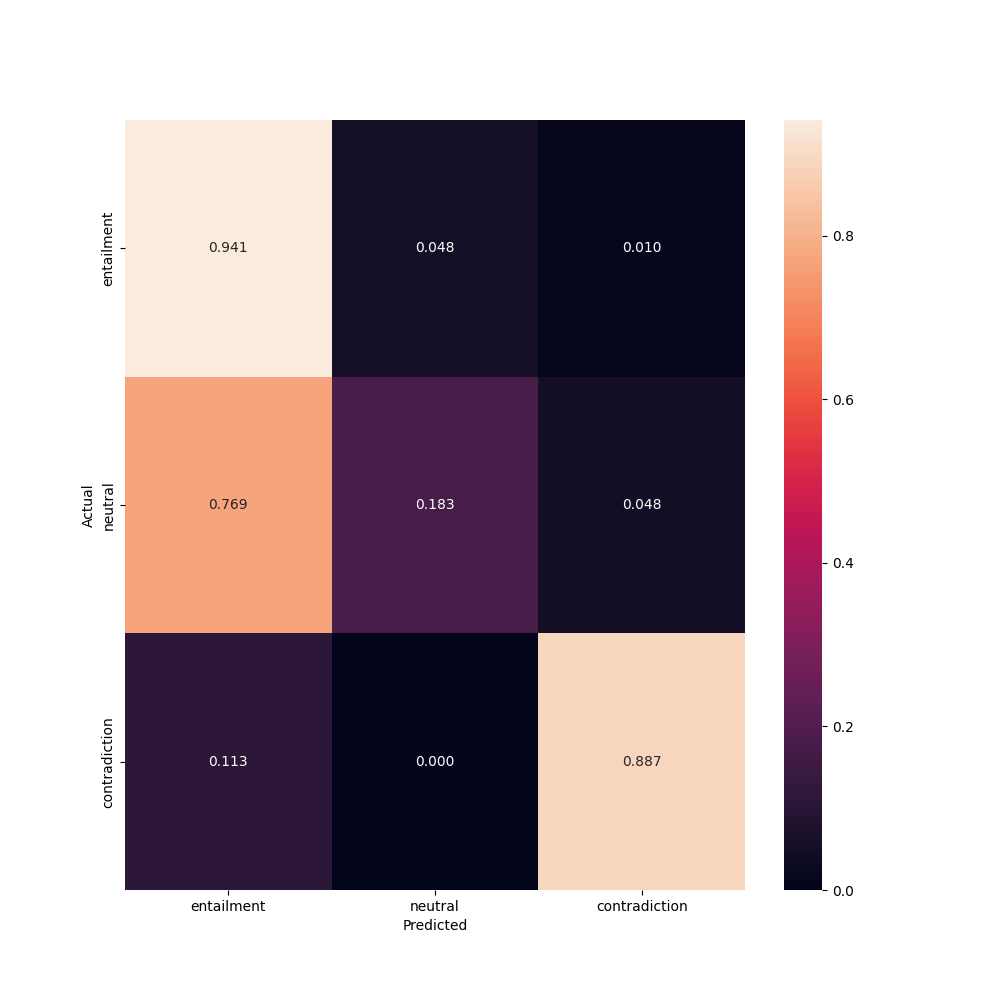 entailment
0.941 0.048 0.010
Actual
neutral
0.769 0.183 0.048
contradiction
0.113 0.000 0.887
entailment neutral contradiction
Predicted
0.8
0.6
0.4
0.2
0.0